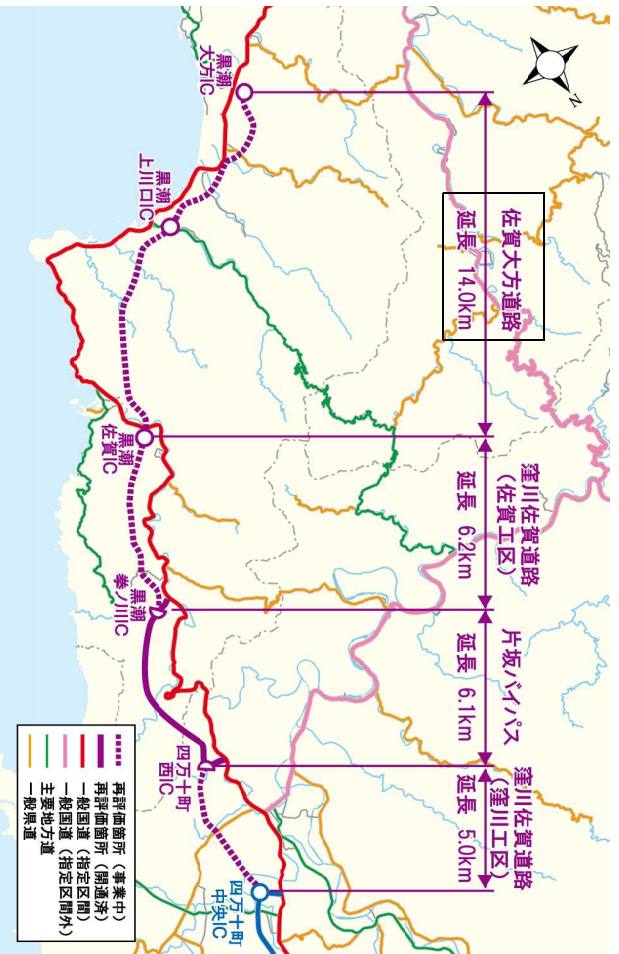 N
佐賀大方道路
延長 14.0km
窪川佐賀道路
（佐賀工区）
延長 6.2km
片坂バイパス
延長 6.1km
窪川佐賀道路
（窪川工区）
延長 5.0km
黒潮
大方IC
黒潮
上川口IC
黒潮
佐賀IC
黒潮
拳ノ川IC
四万十町
西IC
四万十町
中央IC
再評価箇所（事業中）
再評価箇所（開通済）
一般国道（指定区間）
一般国道（指定区間外）
主要地方道
一般県道